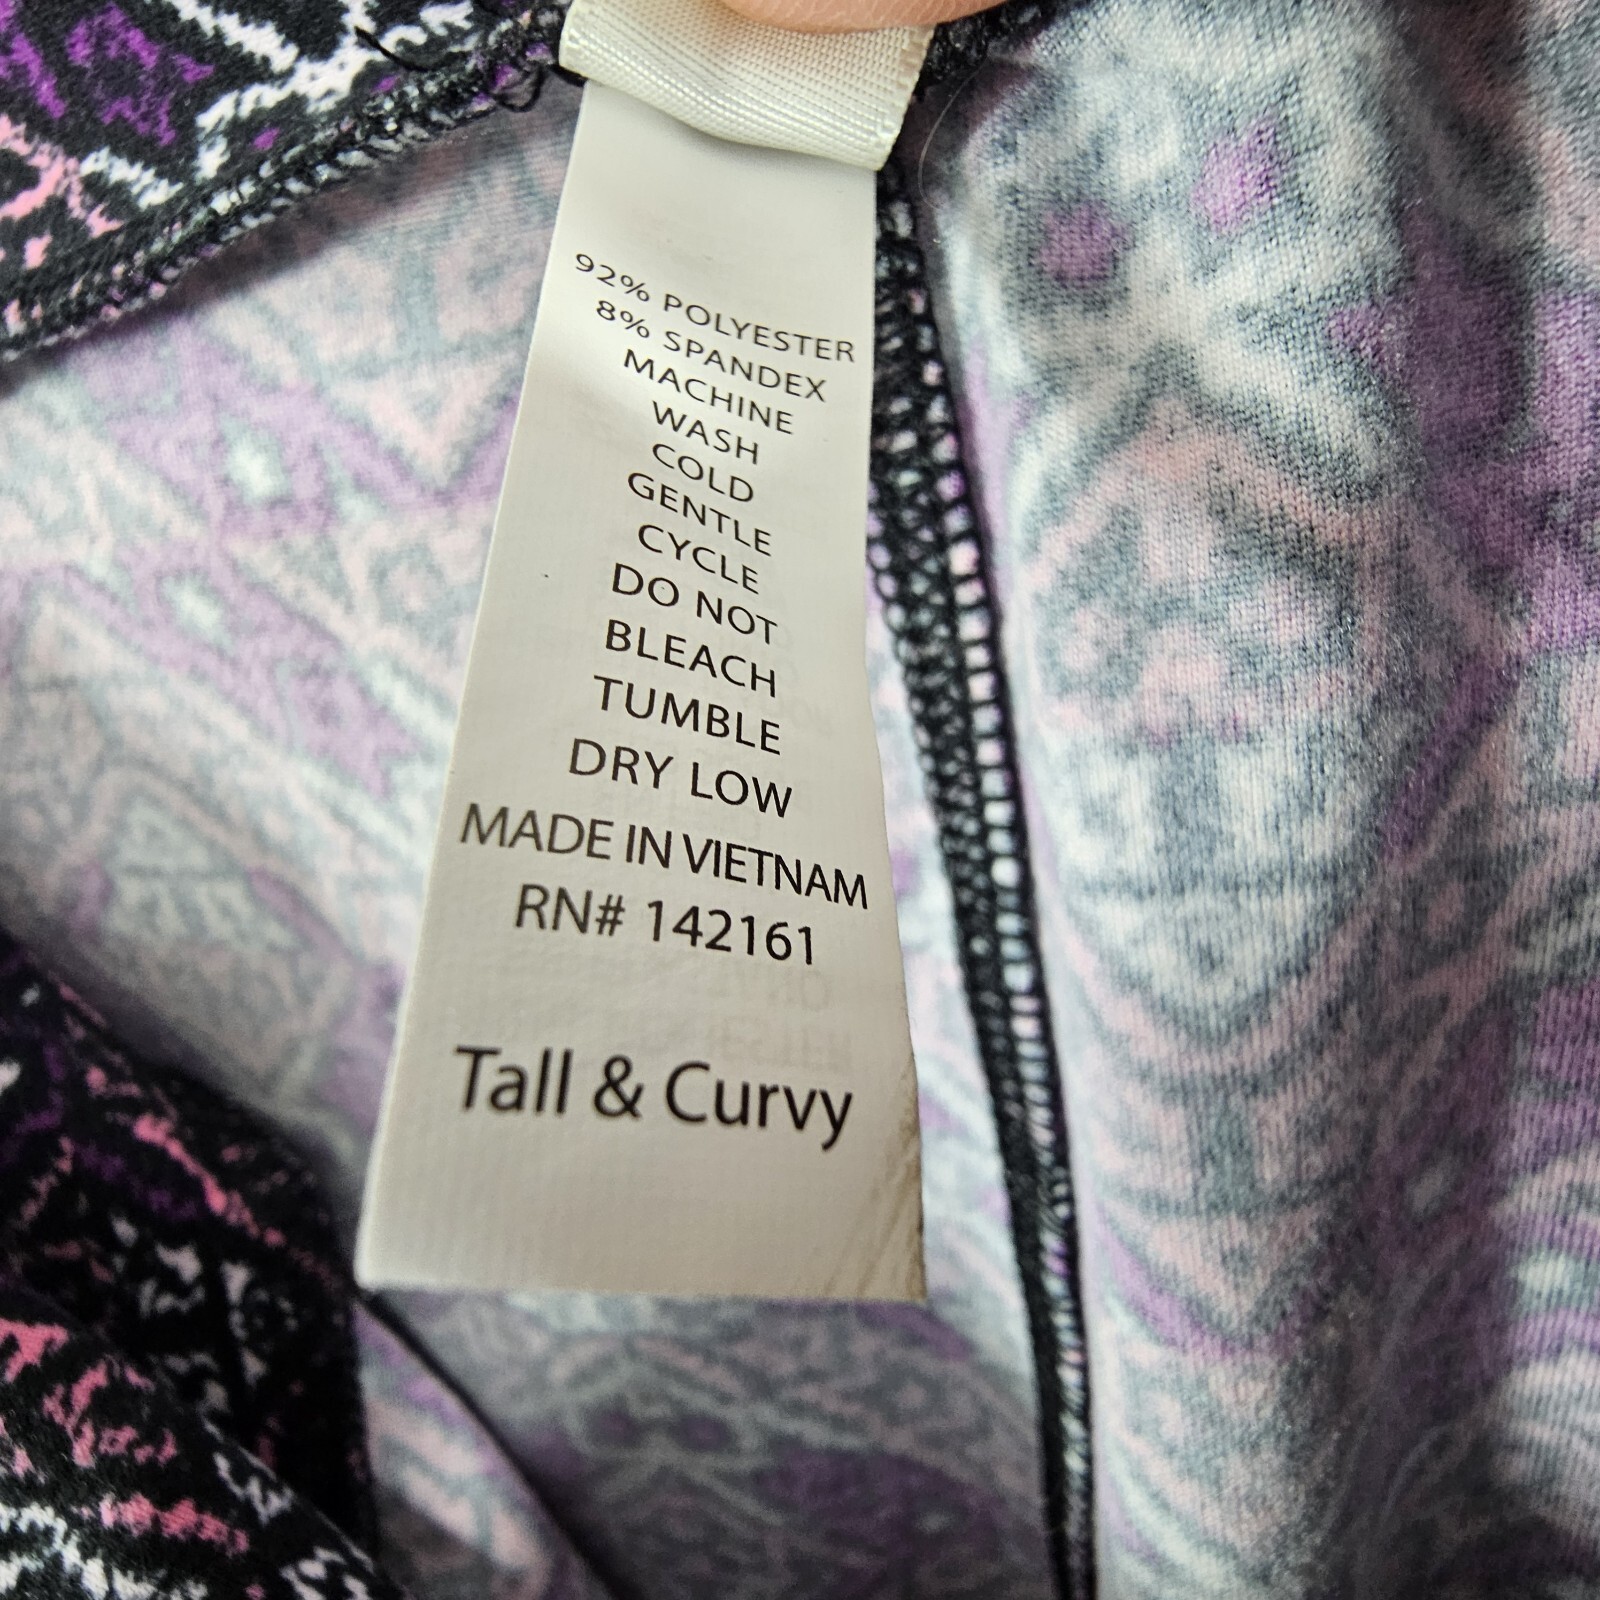 92% POLYESTER
8% SPANDEX
MACHINE
WASH
COLD
GENTLE
CYCLE
DO NOT
BLEACH
TUMBLE
DRY LOW
MADE IN VIETNAM
RN# 142161
Tall & Curvy